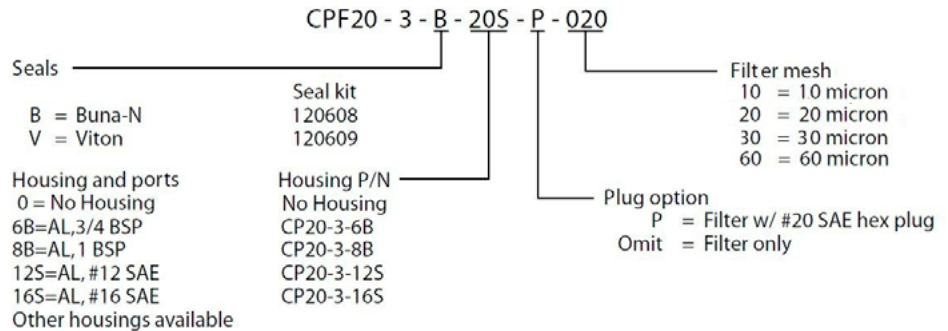 CPF20 - 3 - B - 20S - P - 020
Seals
Seal kit
B = Buna-N 120608
V = Viton 120609
Housing and ports Housing P/N
0 = No Housing No Housing
6B=AL,3/4 BSP CP20-3-6B
8B=AL,1 BSP CP20-3-8B
12S=AL, #12 SAE CP20-3-12S
16S=AL, #16 SAE CP20-3-16S
Other housings available
Filter mesh
10 = 10 micron
20 = 20 micron
30 = 30 micron
60 = 60 micron
Plug option
P = Filter w/ #20 SAE hex plug
Omit = Filter only